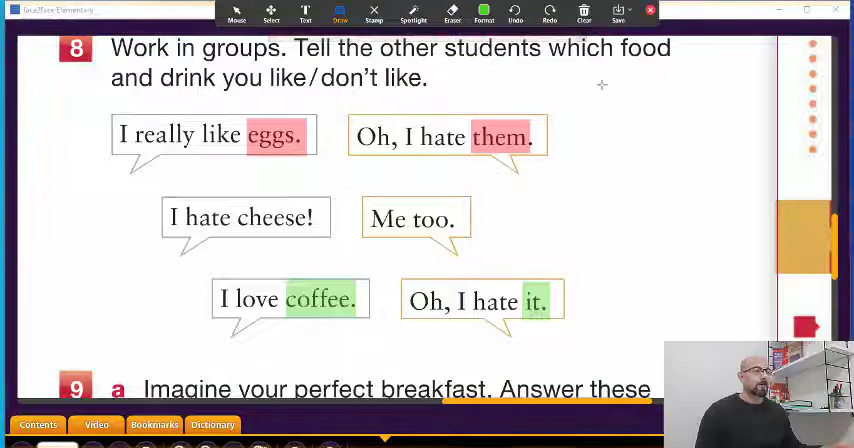 face2face Elementary
Mouse Select Text Draw Stamp Spotlight Eraser Format Undo Redo Clear Save
8 Work in groups. Tell the other students which food
and drink you like/don't like.
I really like eggs. Oh, I hate them.
I hate cheese! Me too.
I love coffee. Oh, I hate it.
9 a Imagine your perfect breakfast. Answer these
Contents Video Bookmarks Dictionary